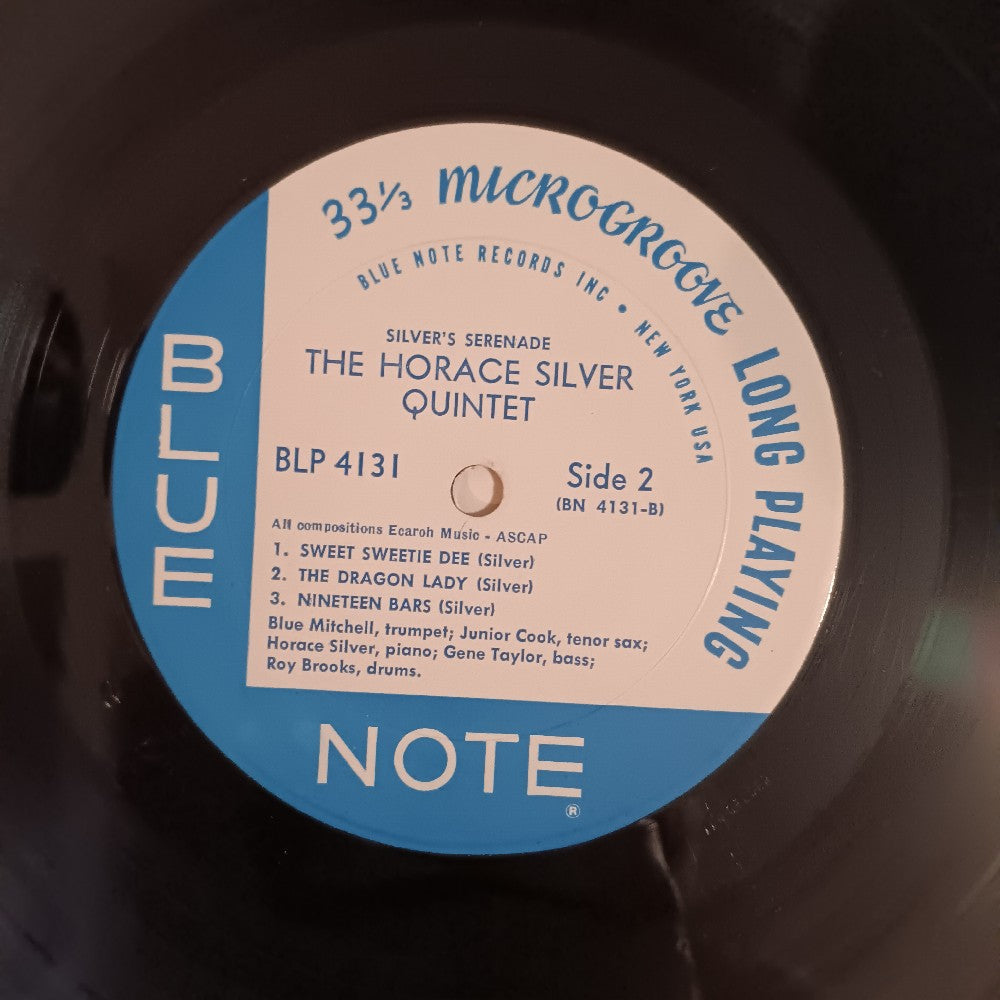 33⅓ MICROGROOVE LONG PLAYING
BLUE NOTE RECORDS INC • NEW YORK USA
SILVER'S SERENADE
THE HORACE SILVER
QUINTET
BLP 4131
Side 2
(BN 4131-B)
All compositions Ecaroh Music - ASCAP
1. SWEET SWEETIE DEE (Silver)
2. THE DRAGON LADY (Silver)
3. NINETEEN BARS (Silver)
Blue Mitchell, trumpet; Junior Cook, tenor sax;
Horace Silver, piano; Gene Taylor, bass;
Roy Brooks, drums.
BLUE
NOTE
®